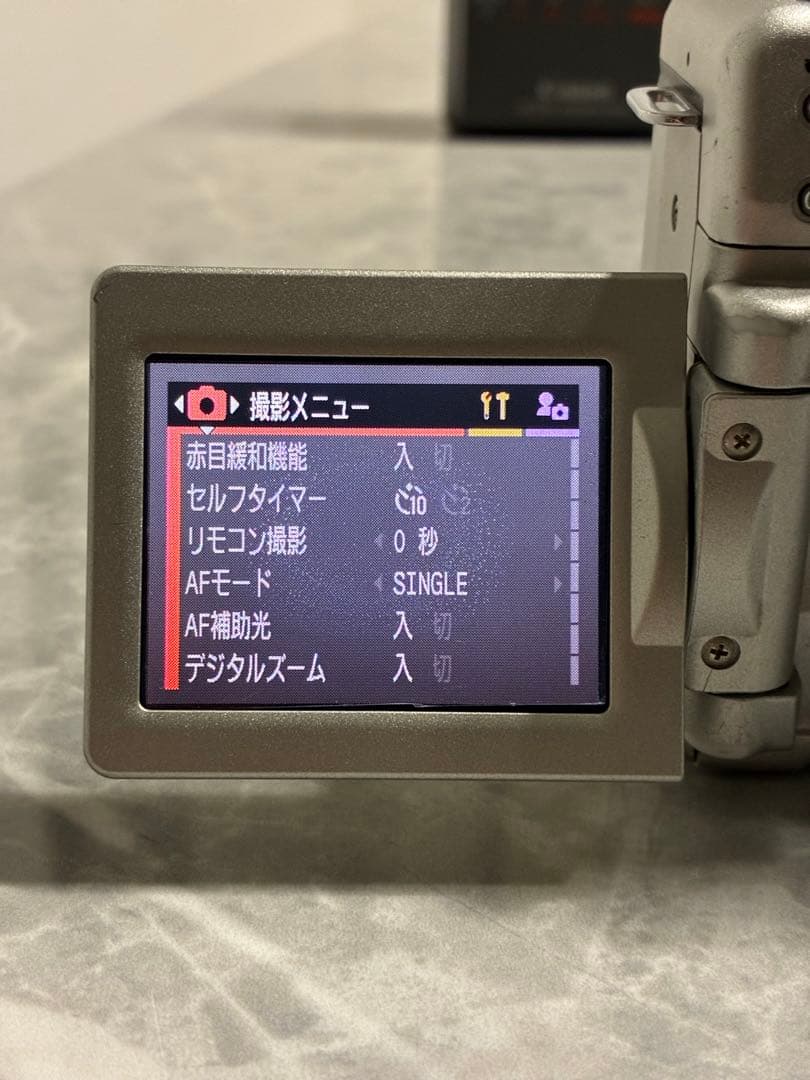 撮影メニュー
赤目緩和機能 入 切
セルフタイマー 10 2
リモコン撮影 0 秒
AFモード SINGLE
AF補助光 入 切
デジタルズーム 入 切